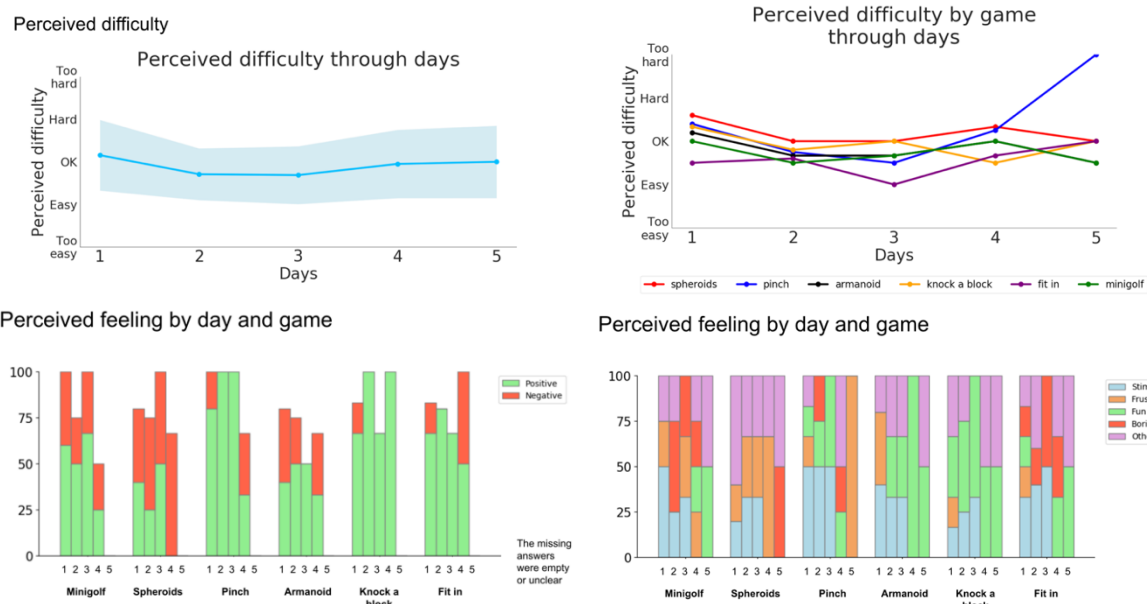 Perceived difficulty
Perceived difficulty through days
Too
hard
Hard
OK
Easy
Too
easy
Perceived difficulty
1 2 3 4 5
Days
Perceived difficulty by game
through days
Too
hard
Hard
OK
Easy
Too
easy
Perceived difficulty
1 2 3 4 5
Days
spheroids pinch armanoid knock a block fit in minigolf
Perceived feeling by day and game
100
75
50
25
0
Positive
Negative
1 2 3 4 5 1 2 3 4 5 1 2 3 4 5 1 2 3 4 5 1 2 3 4 5 1 2 3 4 5
Minigolf Spheroids Pinch Armanoid Knock a Fit in
block
The missing
answers
were empty
or unclear
Perceived feeling by day and game
100
75
50
25
0
Stim
Frus
Fun
Bori
Othe
1 2 3 4 5 1 2 3 4 5 1 2 3 4 5 1 2 3 4 5 1 2 3 4 5 1 2 3 4 5
Minigolf Spheroids Pinch Armanoid Knock a Fit in
block